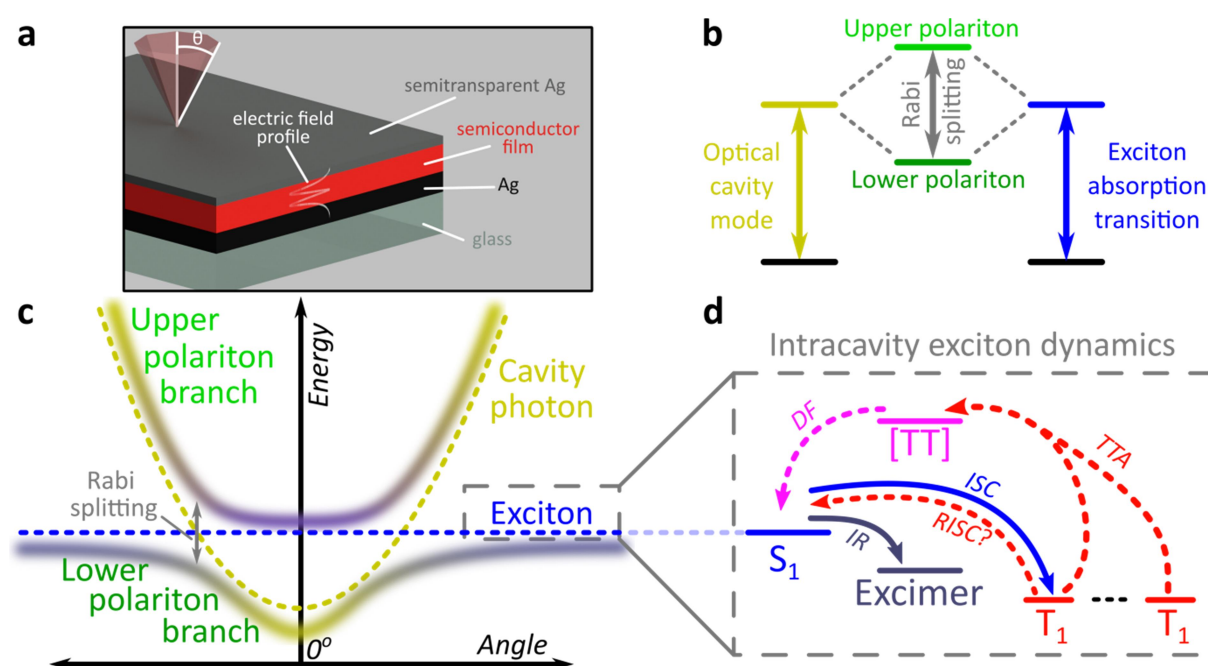 a
θ
semitransparent Ag
electric field
profile
semiconductor
film
Ag
glass
b
Upper polariton
Rabi
splitting
Lower polariton
Optical
cavity
mode
Exciton
absorption
transition
c
Upper
polariton
branch
Energy
Cavity
photon
Rabi
splitting
Exciton
Lower
polariton
branch
0º
Angle
d
Intracavity exciton dynamics
DF
[TT]
TTA
ISC
RISC?
IR
S₁
Excimer
T₁
T₁